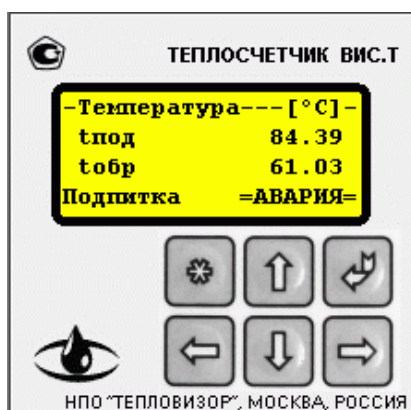 ТЕПЛОСЧЕТЧИК ВИС.Т
-Температура---[°C]-
tпод 84.39
tобр 61.03
Подпитка =АВАРИЯ=
НПО "ТЕПЛОВИЗОР", МОСКВА, РОССИЯ